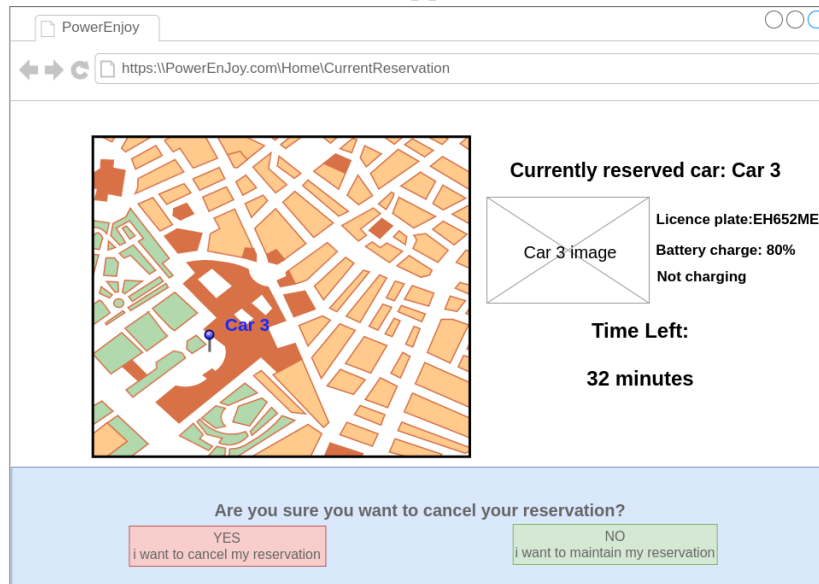 PowerEnjoy
https:\\PowerEnJoy.com\Home\CurrentReservation
Currently reserved car: Car 3
Car 3 image
Licence plate:EH652ME
Battery charge: 80%
Not charging
Car 3
Time Left:
32 minutes
Are you sure you want to cancel your reservation?
YES
i want to cancel my reservation
NO
i want to maintain my reservation